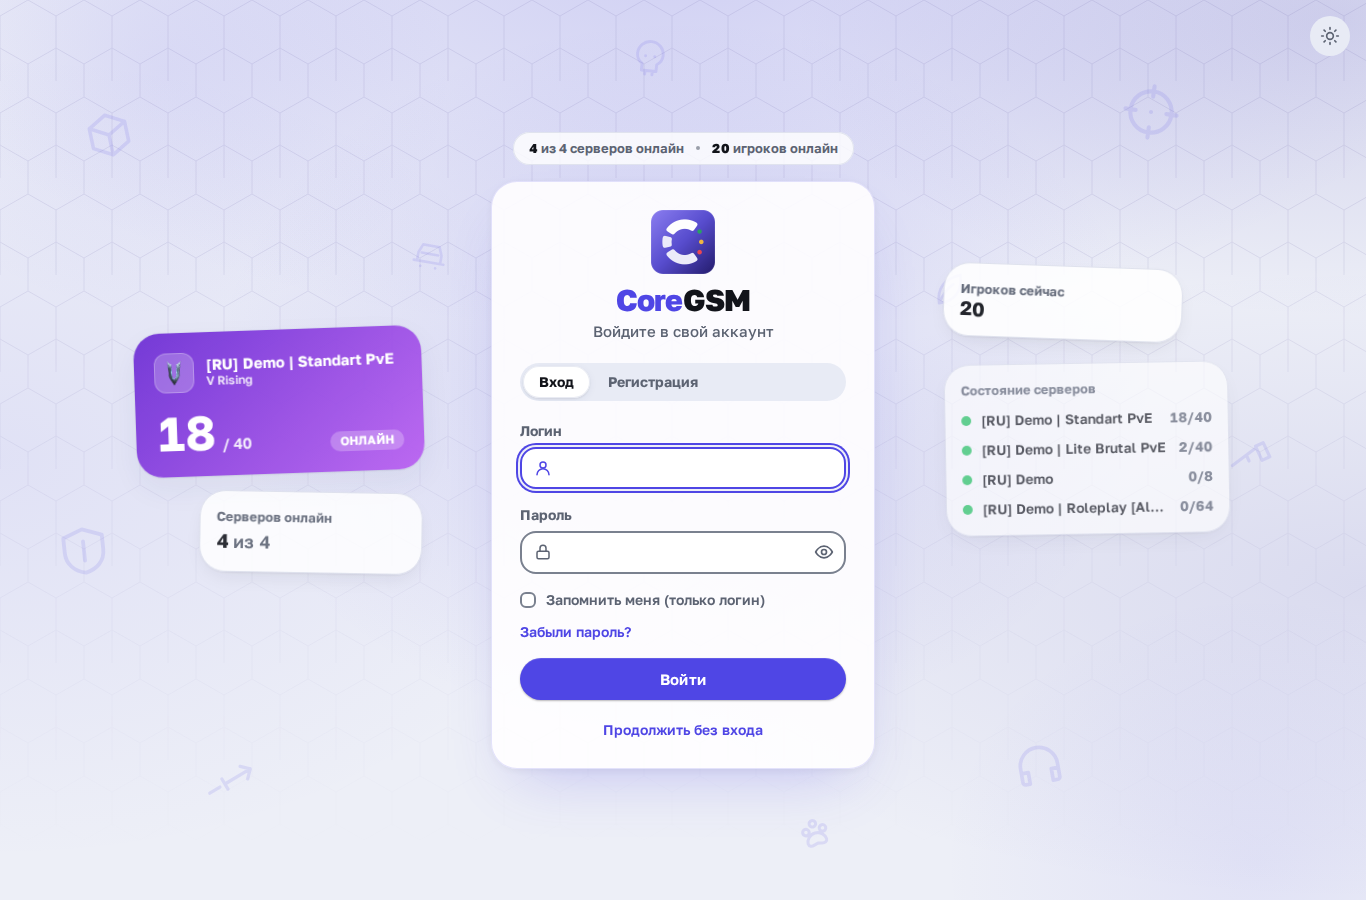 4 из 4 серверов онлайн • 20 игроков онлайн
CoreGSM
Войдите в свой аккаунт
Вход Регистрация
Логин
Пароль
Запомнить меня (только логин)
Забыли пароль?
Войти
Продолжить без входа
[RU] Demo | Standart PvE
V Rising
18 / 40 ОНЛАЙН
Серверов онлайн
4 из 4
Игроков сейчас
20
Состояние серверов
[RU] Demo | Standart PvE 18/40
[RU] Demo | Lite Brutal PvE 2/40
[RU] Demo 0/8
[RU] Demo | Roleplay [Al... 0/64